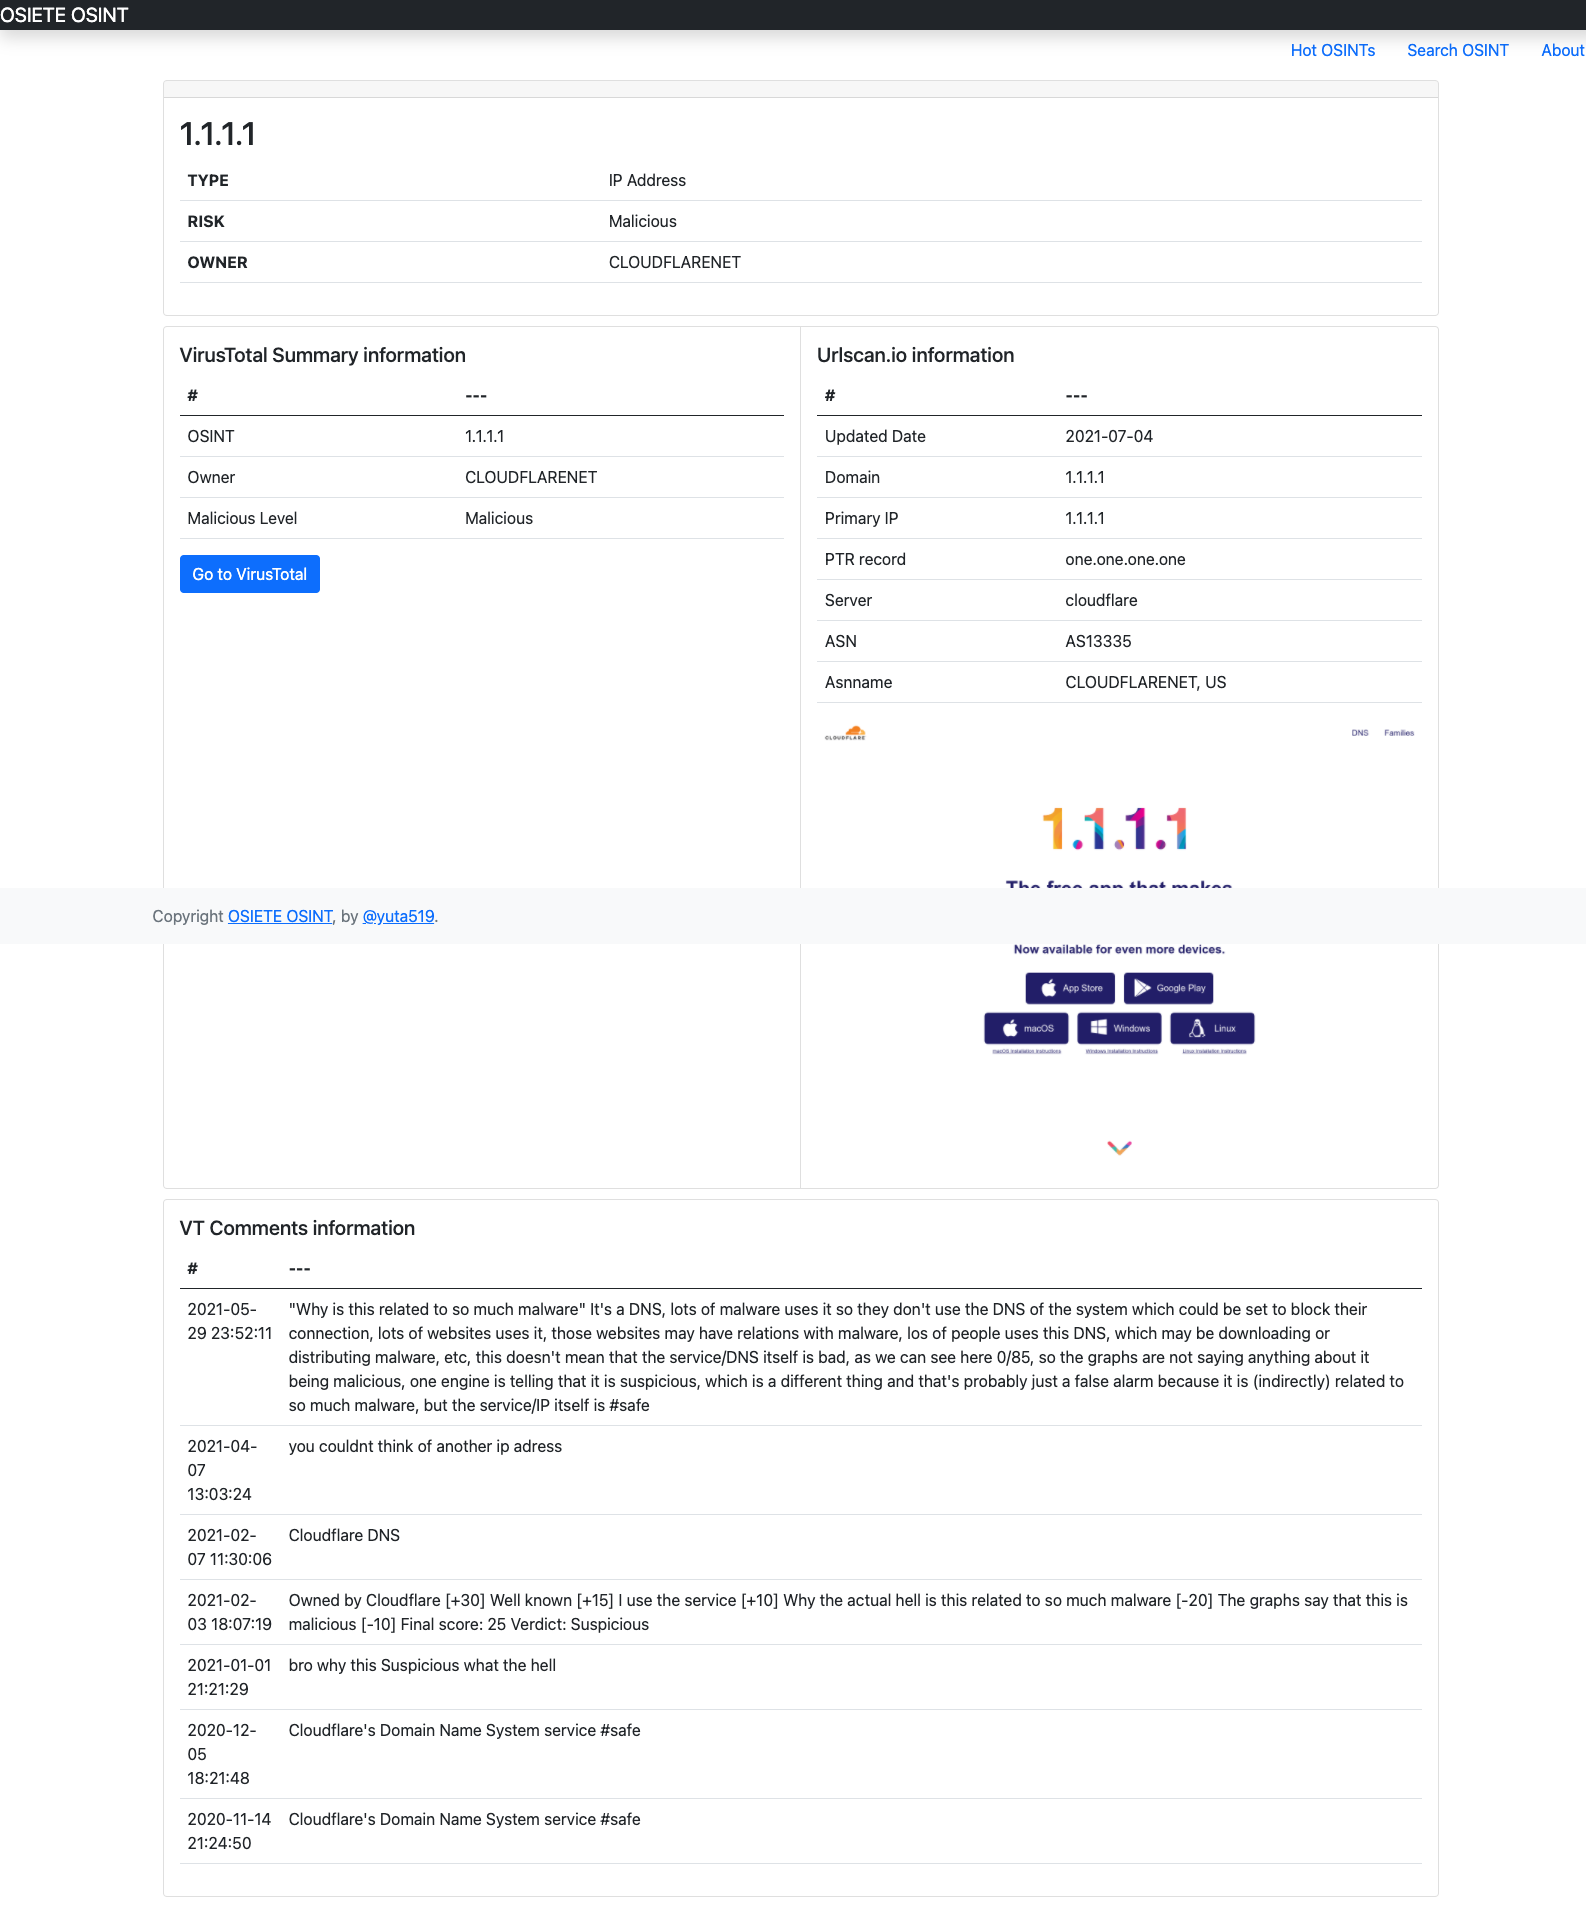 OSIETE OSINT
Hot OSINTs Search OSINT About
1.1.1.1
TYPE IP Address
RISK Malicious
OWNER CLOUDFLARENET
VirusTotal Summary information
# ---
OSINT 1.1.1.1
Owner CLOUDFLARENET
Malicious Level Malicious
Go to VirusTotal
Urlscan.io information
# ---
Updated Date 2021-07-04
Domain 1.1.1.1
Primary IP 1.1.1.1
PTR record one.one.one.one
Server cloudflare
ASN AS13335
Asnname CLOUDFLARENET, US
CLOUDFLARE DNS Families
1.1.1.1
The free app that makes
Copyright OSIETE OSINT, by @yuta519.
Now available for even more devices.
App Store Google Play
macOS Windows Linux
macOS installation instructions Windows installation instructions Linux installation instructions
VT Comments information
# ---
2021-05-
29 23:52:11
"Why is this related to so much malware" It's a DNS, lots of malware uses it so they don't use the DNS of the system which could be set to block their
connection, lots of websites uses it, those websites may have relations with malware, los of people uses this DNS, which may be downloading or
distributing malware, etc, this doesn't mean that the service/DNS itself is bad, as we can see here 0/85, so the graphs are not saying anything about it
being malicious, one engine is telling that it is suspicious, which is a different thing and that's probably just a false alarm because it is (indirectly) related to
so much malware, but the service/IP itself is #safe
2021-04-
07
13:03:24
you couldnt think of another ip adress
2021-02-
07 11:30:06
Cloudflare DNS
2021-02-
03 18:07:19
Owned by Cloudflare [+30] Well known [+15] I use the service [+10] Why the actual hell is this related to so much malware [-20] The graphs say that this is
malicious [-10] Final score: 25 Verdict: Suspicious
2021-01-01
21:21:29
bro why this Suspicious what the hell
2020-12-
05
18:21:48
Cloudflare's Domain Name System service #safe
2020-11-14
21:24:50
Cloudflare's Domain Name System service #safe